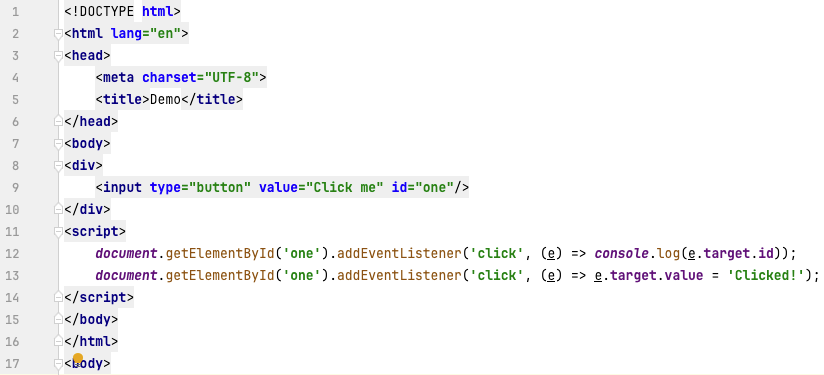 1 <!DOCTYPE html>
2 <html lang="en">
3 <head>
4 <meta charset="UTF-8">
5 <title>Demo</title>
6 </head>
7 <body>
8 <div>
9 <input type="button" value="Click me" id="one"/>
10 </div>
11 <script>
12 document.getElementById('one').addEventListener('click', (e) => console.log(e.target.id));
13 document.getElementById('one').addEventListener('click', (e) => e.target.value = 'Clicked!');
14 </script>
15 </body>
16 </html>
17 <body>